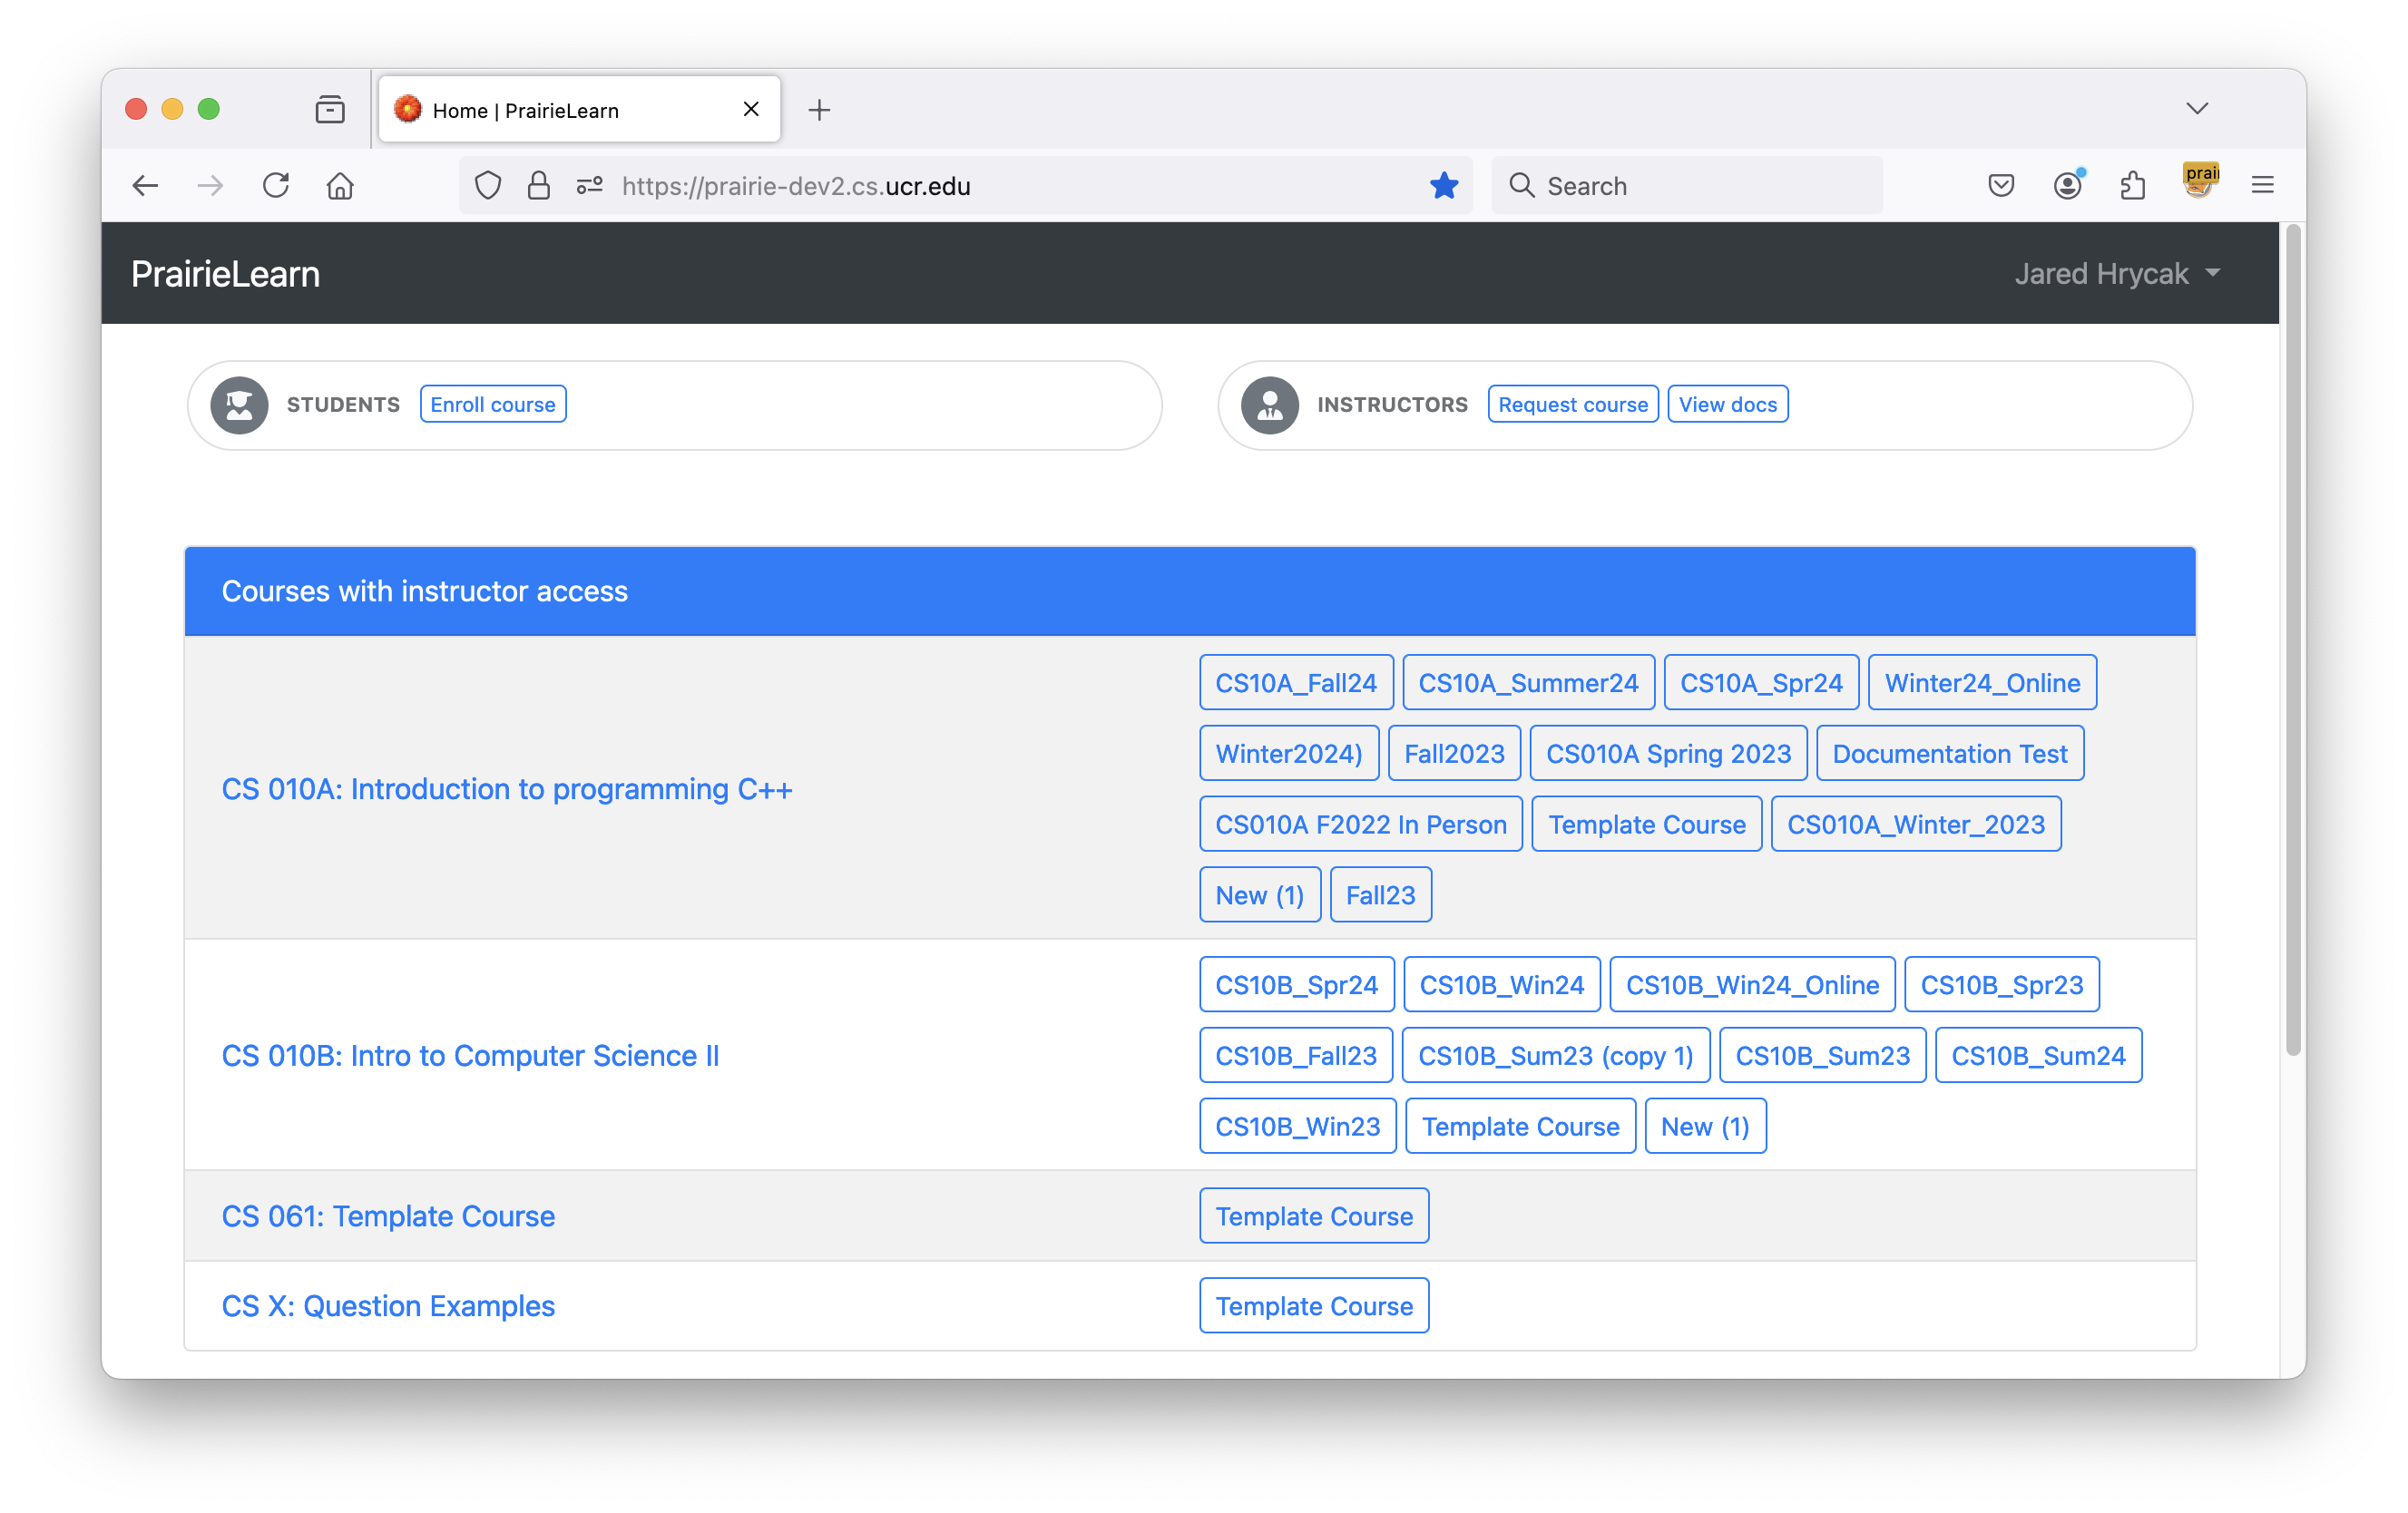 Home | PrairieLearn
https://prairie-dev2.cs.ucr.edu
Search
prai
PrairieLearn
Jared Hrycak
STUDENTS Enroll course
INSTRUCTORS Request course View docs
Courses with instructor access
CS 010A: Introduction to programming C++
CS10A_Fall24 CS10A_Summer24 CS10A_Spr24 Winter24_Online
Winter2024) Fall2023 CS010A Spring 2023 Documentation Test
CS010A F2022 In Person Template Course CS010A_Winter_2023
New (1) Fall23
CS 010B: Intro to Computer Science II
CS10B_Spr24 CS10B_Win24 CS10B_Win24_Online CS10B_Spr23
CS10B_Fall23 CS10B_Sum23 (copy 1) CS10B_Sum23 CS10B_Sum24
CS10B_Win23 Template Course New (1)
CS 061: Template Course
Template Course
CS X: Question Examples
Template Course